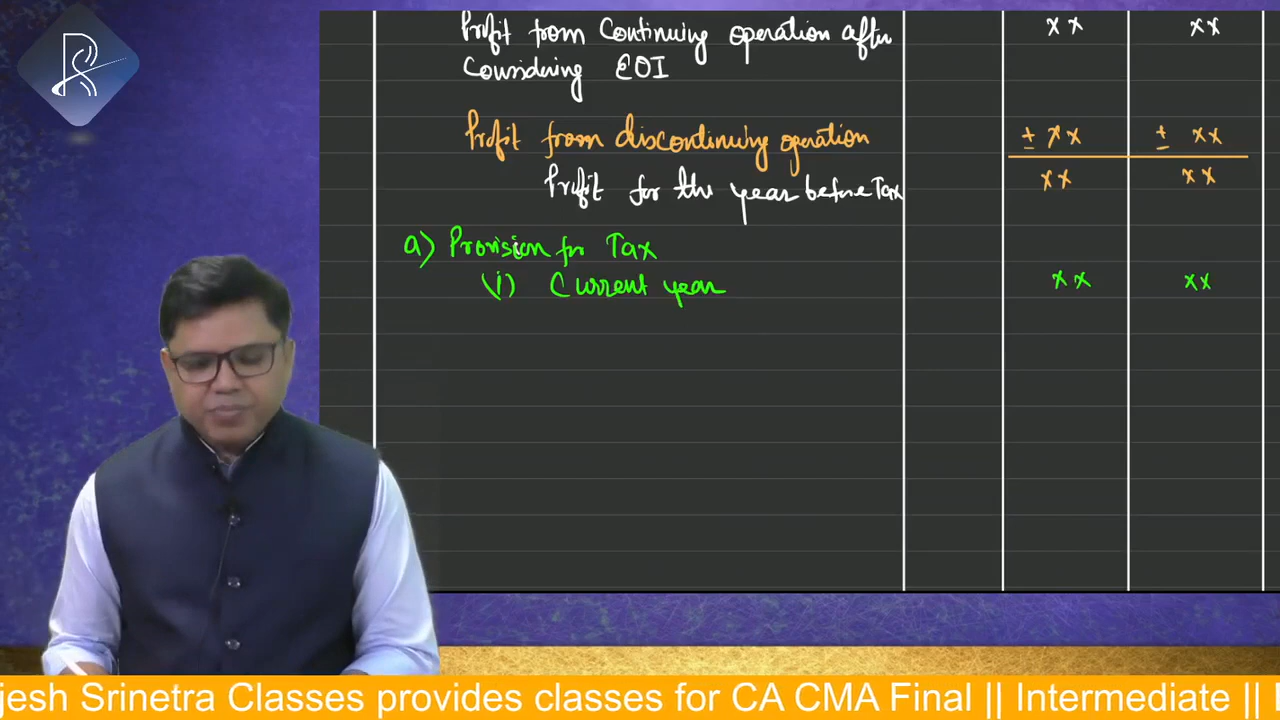 Profit from Continuing operation after xx xx
Considering EOI
Profit from discontinuing operation ± xx ± xx
Profit for the year before Tax xx xx
a) Provision for Tax
(i) Current year xx xx
RS
jesh Srinetra Classes provides classes for CA CMA Final || Intermediate ||